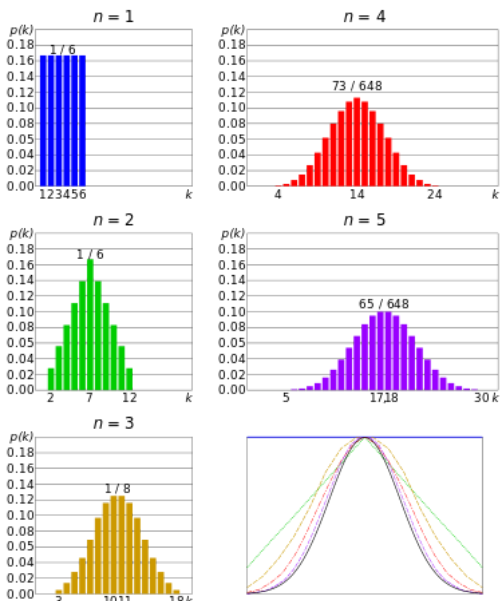 n = 1
p(k)
0.18
1 / 6
0.16
0.14
0.12
0.10
0.08
0.06
0.04
0.02
0.00
123456
k
n = 4
p(k)
0.18
0.16
0.14
73 / 648
0.12
0.10
0.08
0.06
0.04
0.02
0.00
4 14 24 k
n = 2
p(k)
0.18
1 / 6
0.16
0.14
0.12
0.10
0.08
0.06
0.04
0.02
0.00
2 7 12 k
n = 5
p(k)
0.18
0.16
0.14
0.12
65 / 648
0.10
0.08
0.06
0.04
0.02
0.00
5 1718 30 k
n = 3
p(k)
0.18
0.16
0.14
1 / 8
0.12
0.10
0.08
0.06
0.04
0.02
0.00
3 1011 18 k